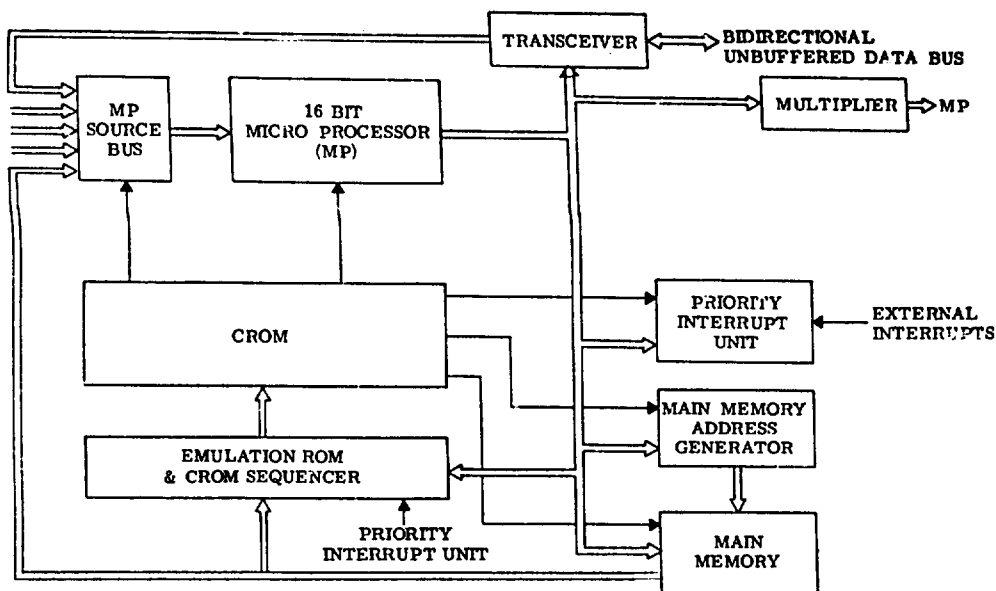 TRANSCEIVER
BIDIRECTIONAL
UNBUFFERED DATA BUS
MP
SOURCE
BUS
16 BIT
MICRO PROCESSOR
(MP)
MULTIPLIER
MP
CROM
PRIORITY
INTERRUPT
UNIT
EXTERNAL
INTERRUPTS
MAIN MEMORY
ADDRESS
GENERATOR
EMULATION ROM
& CROM SEQUENCER
PRIORITY
INTERRUPT UNIT
MAIN
MEMORY